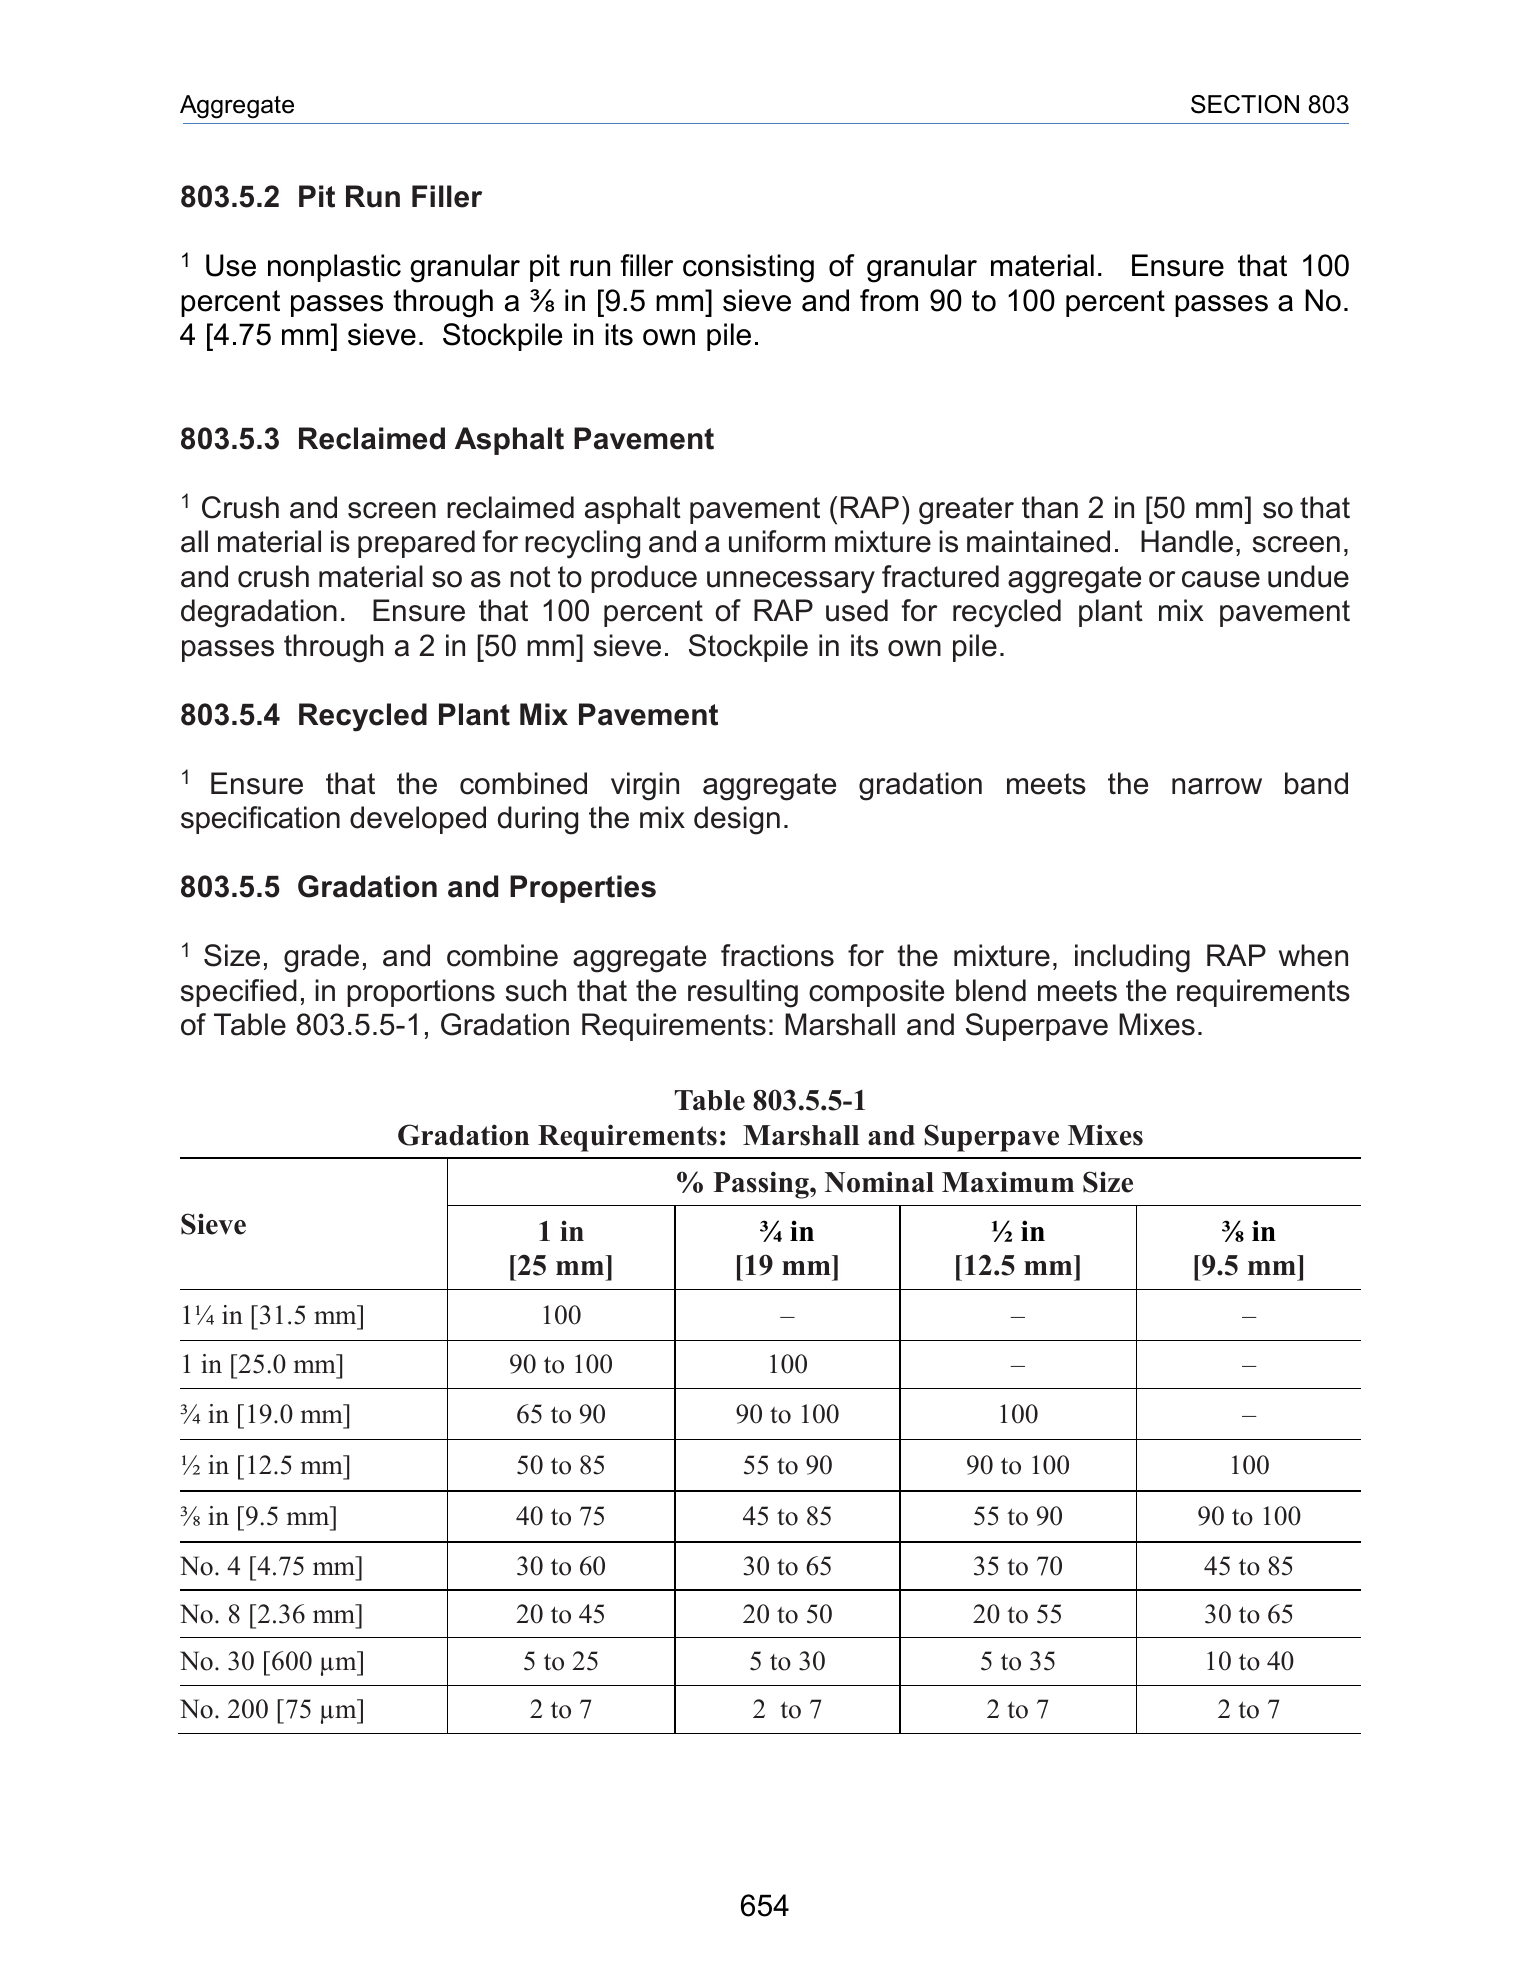 Aggregate SECTION 803
803.5.2 Pit Run Filler
1 Use nonplastic granular pit run filler consisting of granular material. Ensure that 100
percent passes through a ⅜ in [9.5 mm] sieve and from 90 to 100 percent passes a No.
4 [4.75 mm] sieve. Stockpile in its own pile.
803.5.3 Reclaimed Asphalt Pavement
1 Crush and screen reclaimed asphalt pavement (RAP) greater than 2 in [50 mm] so that
all material is prepared for recycling and a uniform mixture is maintained. Handle, screen,
and crush material so as not to produce unnecessary fractured aggregate or cause undue
degradation. Ensure that 100 percent of RAP used for recycled plant mix pavement
passes through a 2 in [50 mm] sieve. Stockpile in its own pile.
803.5.4 Recycled Plant Mix Pavement
1 Ensure that the combined virgin aggregate gradation meets the narrow band
specification developed during the mix design.
803.5.5 Gradation and Properties
1 Size, grade, and combine aggregate fractions for the mixture, including RAP when
specified, in proportions such that the resulting composite blend meets the requirements
of Table 803.5.5-1, Gradation Requirements: Marshall and Superpave Mixes.
Table 803.5.5-1
Gradation Requirements: Marshall and Superpave Mixes
% Passing, Nominal Maximum Size
Sieve
1 in ¾ in ½ in ⅜ in
[25 mm] [19 mm] [12.5 mm] [9.5 mm]
1¼ in [31.5 mm] 100 – – –
1 in [25.0 mm] 90 to 100 100 – –
¾ in [19.0 mm] 65 to 90 90 to 100 100 –
½ in [12.5 mm] 50 to 85 55 to 90 90 to 100 100
⅜ in [9.5 mm] 40 to 75 45 to 85 55 to 90 90 to 100
No. 4 [4.75 mm] 30 to 60 30 to 65 35 to 70 45 to 85
No. 8 [2.36 mm] 20 to 45 20 to 50 20 to 55 30 to 65
No. 30 [600 µm] 5 to 25 5 to 30 5 to 35 10 to 40
No. 200 [75 µm] 2 to 7 2 to 7 2 to 7 2 to 7
654